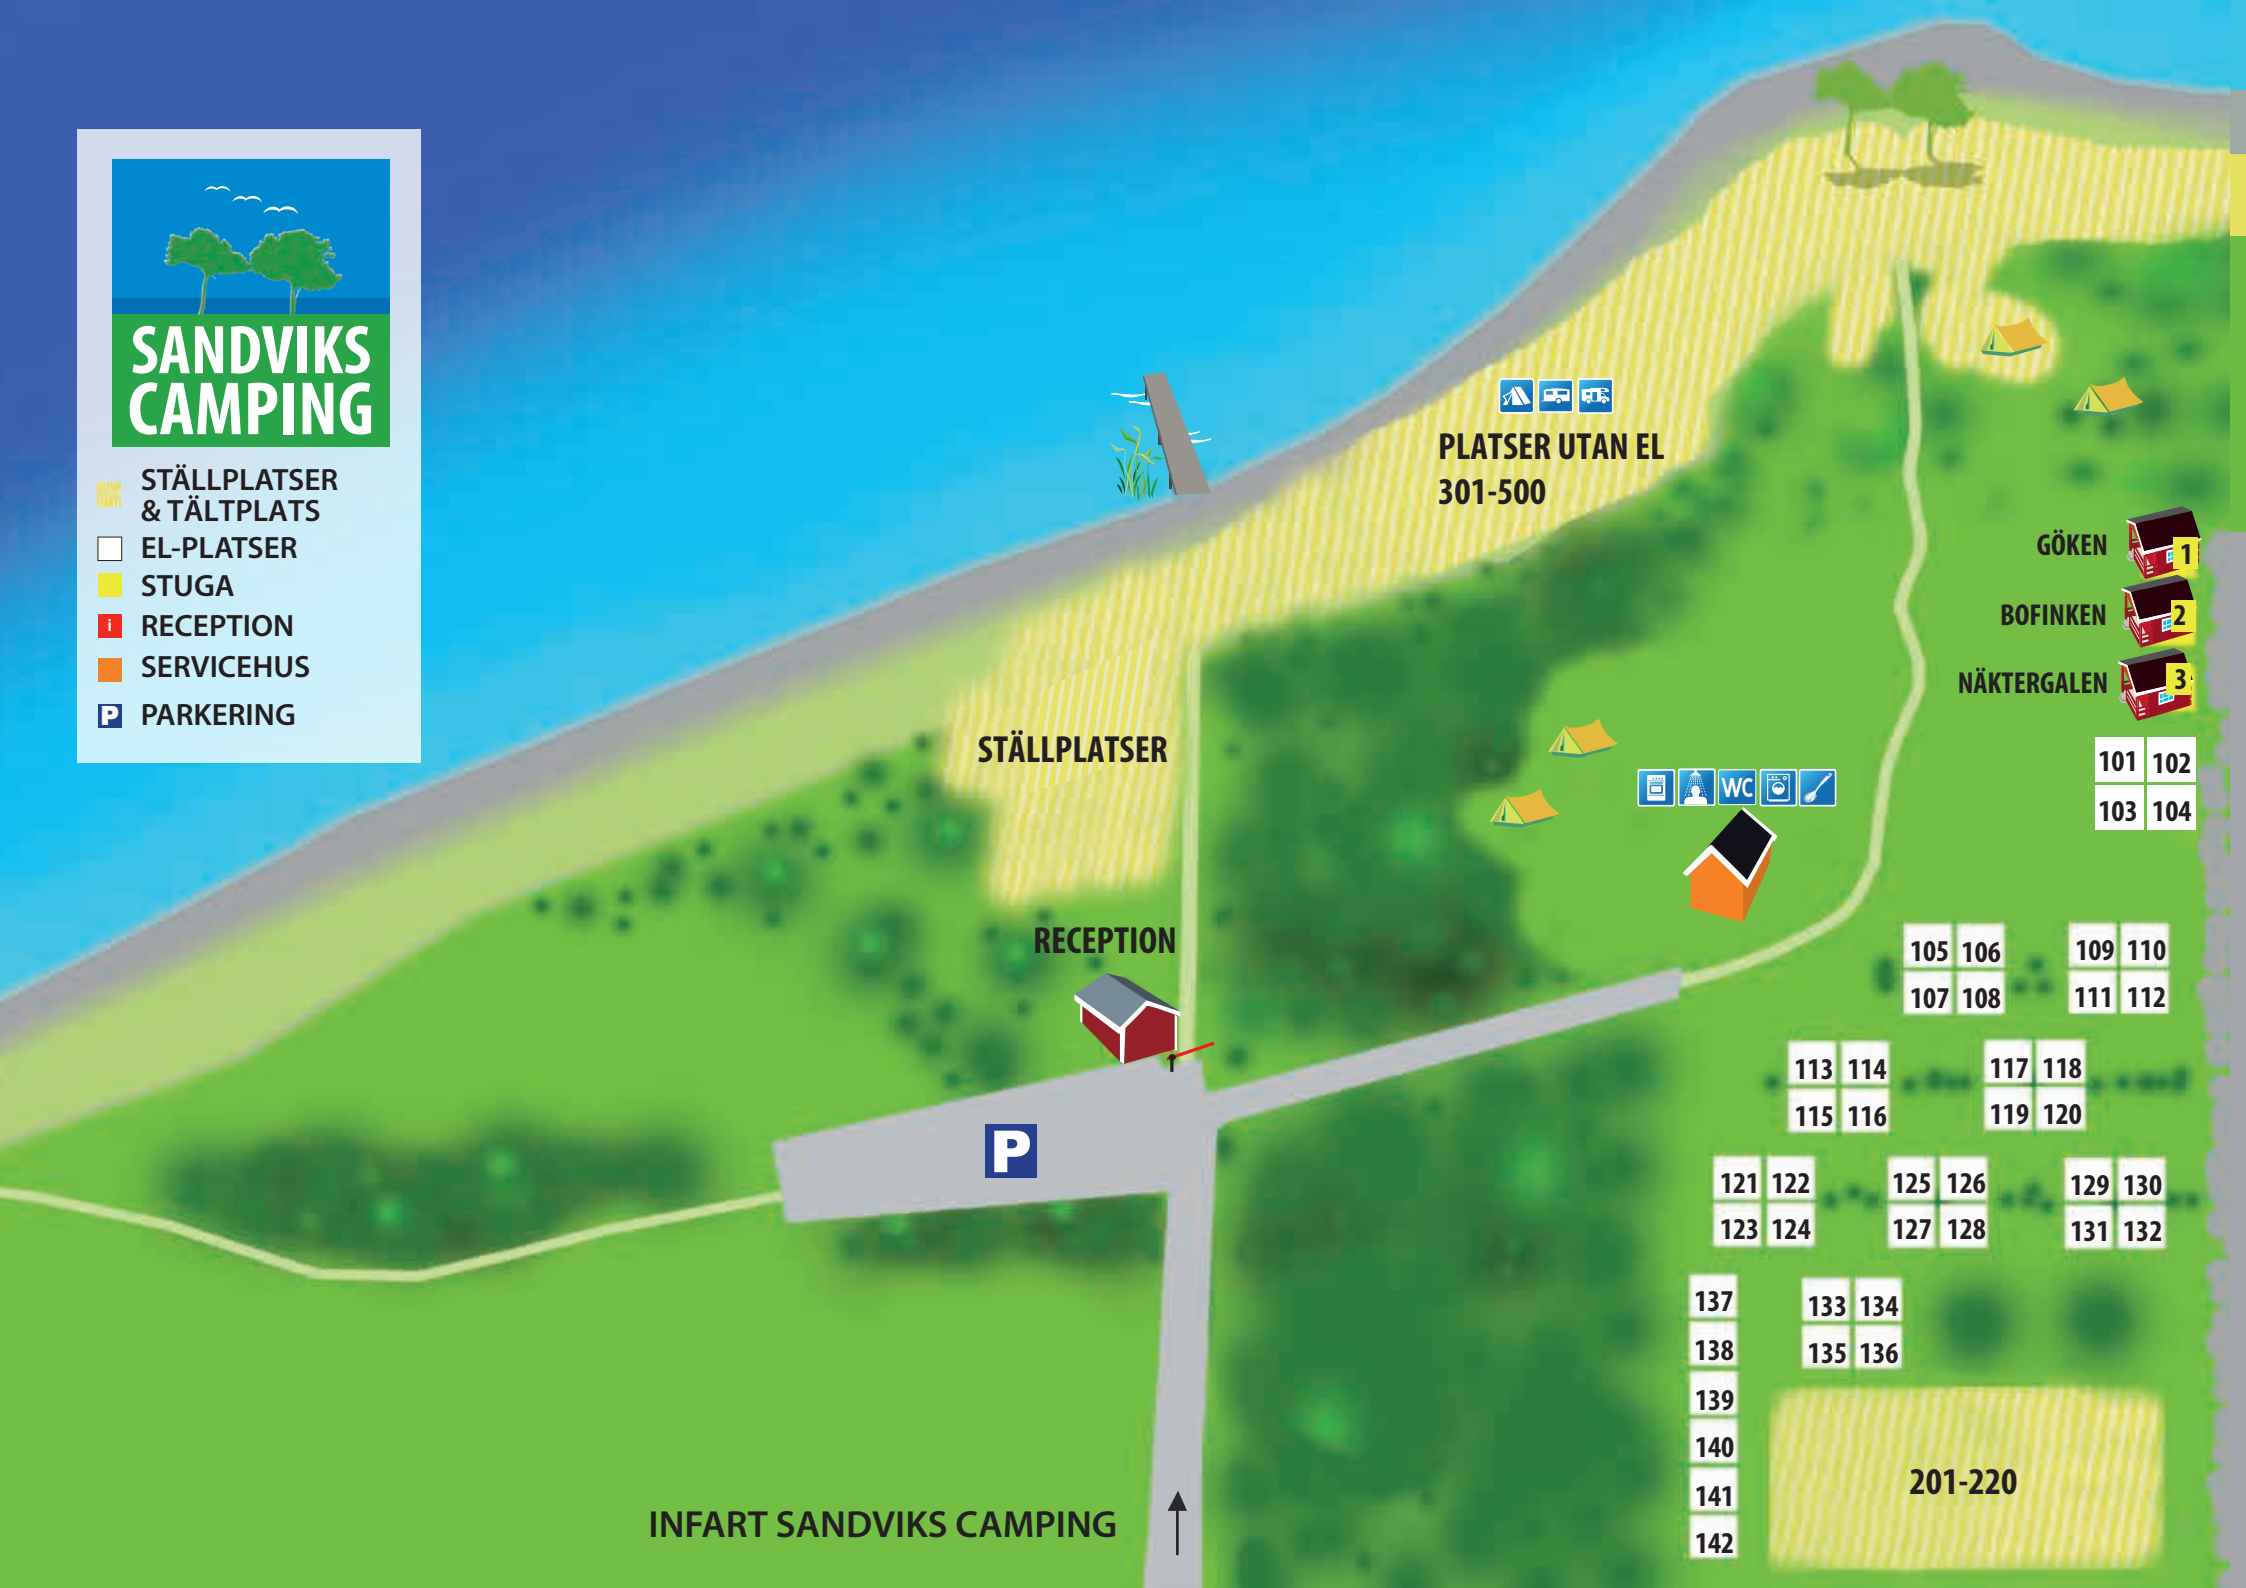 SANDVIKS
CAMPING
STÄLLPLATSER
& TÄLTPLATS
EL-PLATSER
STUGA
i RECEPTION
SERVICEHUS
P PARKERING
PLATSER UTAN EL
301-500
GÖKEN 1
BOFINKEN 2
NÄKTERGALEN 3
STÄLLPLATSER
WC
101 102
103 104
RECEPTION
105 106 109 110
107 108 111 112
113 114 117 118
115 116 119 120
P
121 122 125 126 129 130
123 124 127 128 131 132
137 133 134
138 135 136
139
140
141
142
201-220
INFART SANDVIKS CAMPING